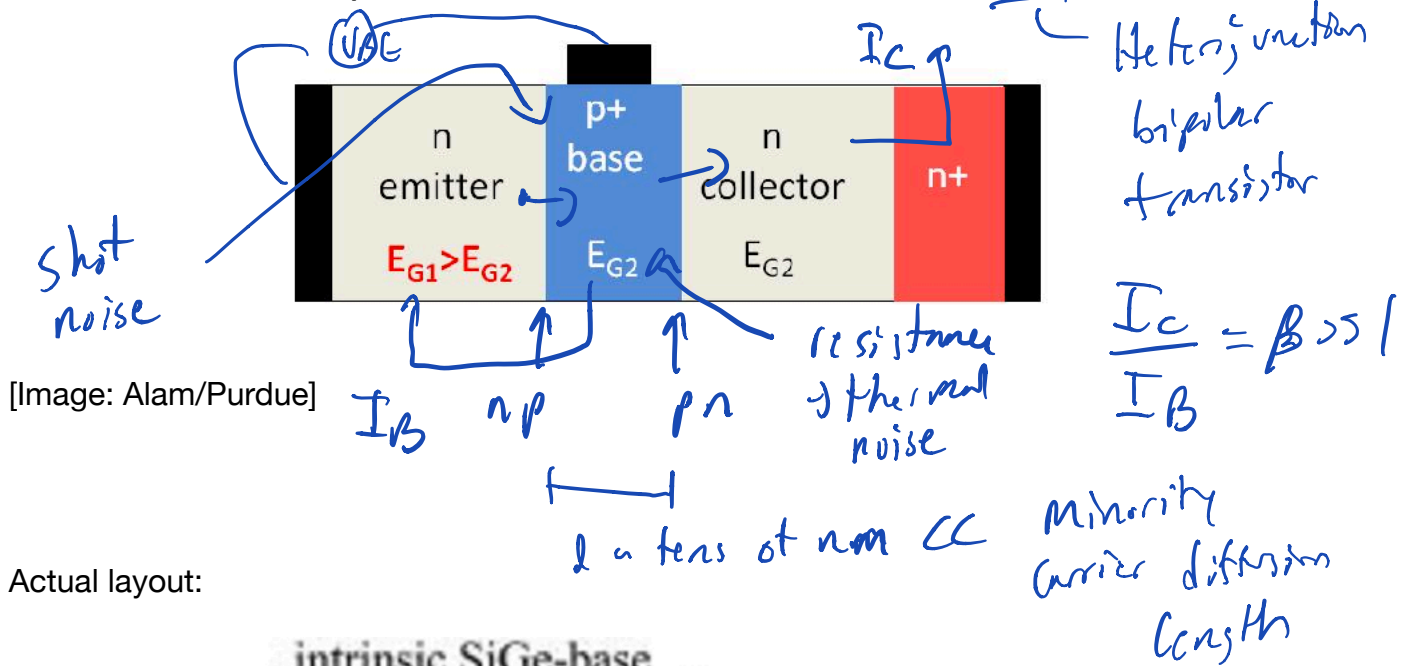 VBE
IC
Heterojunction
bipolar
transistor
p+
base
n
emitter
n
collector
n+
EG1>EG2
EG2
EG2
shot
noise
resistance
→ thermal
noise
IC / IB = β >> 1
[Image: Alam/Purdue]
IB
np
pn
l ~ tens of nm << minority
carrier diffusion
length
Actual layout:
intrinsic SiGe-base